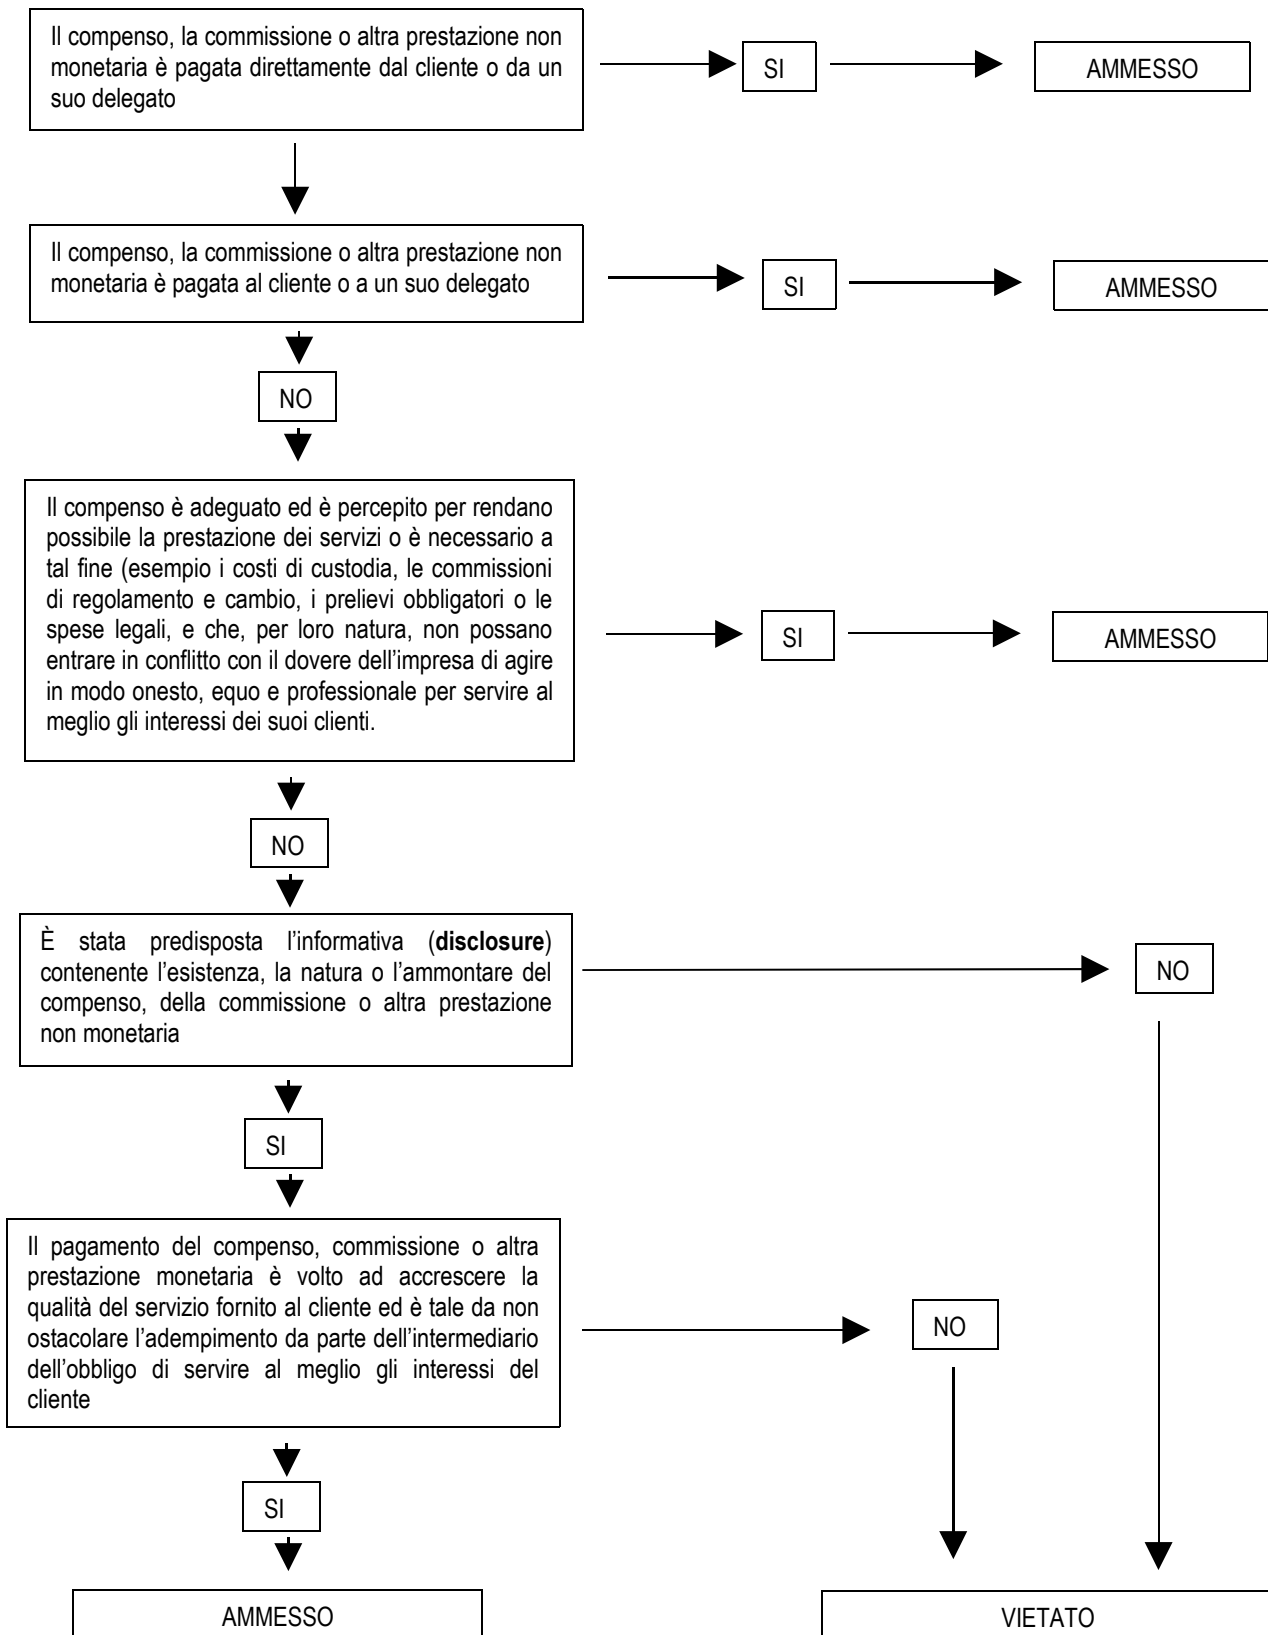 Il compenso, la commissione o altra prestazione non
monetaria è pagata direttamente dal cliente o da un
suo delegato
SI
AMMESSO
Il compenso, la commissione o altra prestazione non
monetaria è pagata al cliente o a un suo delegato
SI
AMMESSO
NO
Il compenso è adeguato ed è percepito per rendano
possibile la prestazione dei servizi o è necessario a
tal fine (esempio i costi di custodia, le commissioni
di regolamento e cambio, i prelievi obbligatori o le
spese legali, e che, per loro natura, non possano
entrare in conflitto con il dovere dell'impresa di agire
in modo onesto, equo e professionale per servire al
meglio gli interessi dei suoi clienti.
SI
AMMESSO
NO
È stata predisposta l'informativa (disclosure)
contenente l'esistenza, la natura o l'ammontare del
compenso, della commissione o altra prestazione
non monetaria
NO
SI
Il pagamento del compenso, commissione o altra
prestazione monetaria è volto ad accrescere la
qualità del servizio fornito al cliente ed è tale da non
ostacolare l'adempimento da parte dell'intermediario
dell'obbligo di servire al meglio gli interessi del
cliente
NO
SI
AMMESSO
VIETATO